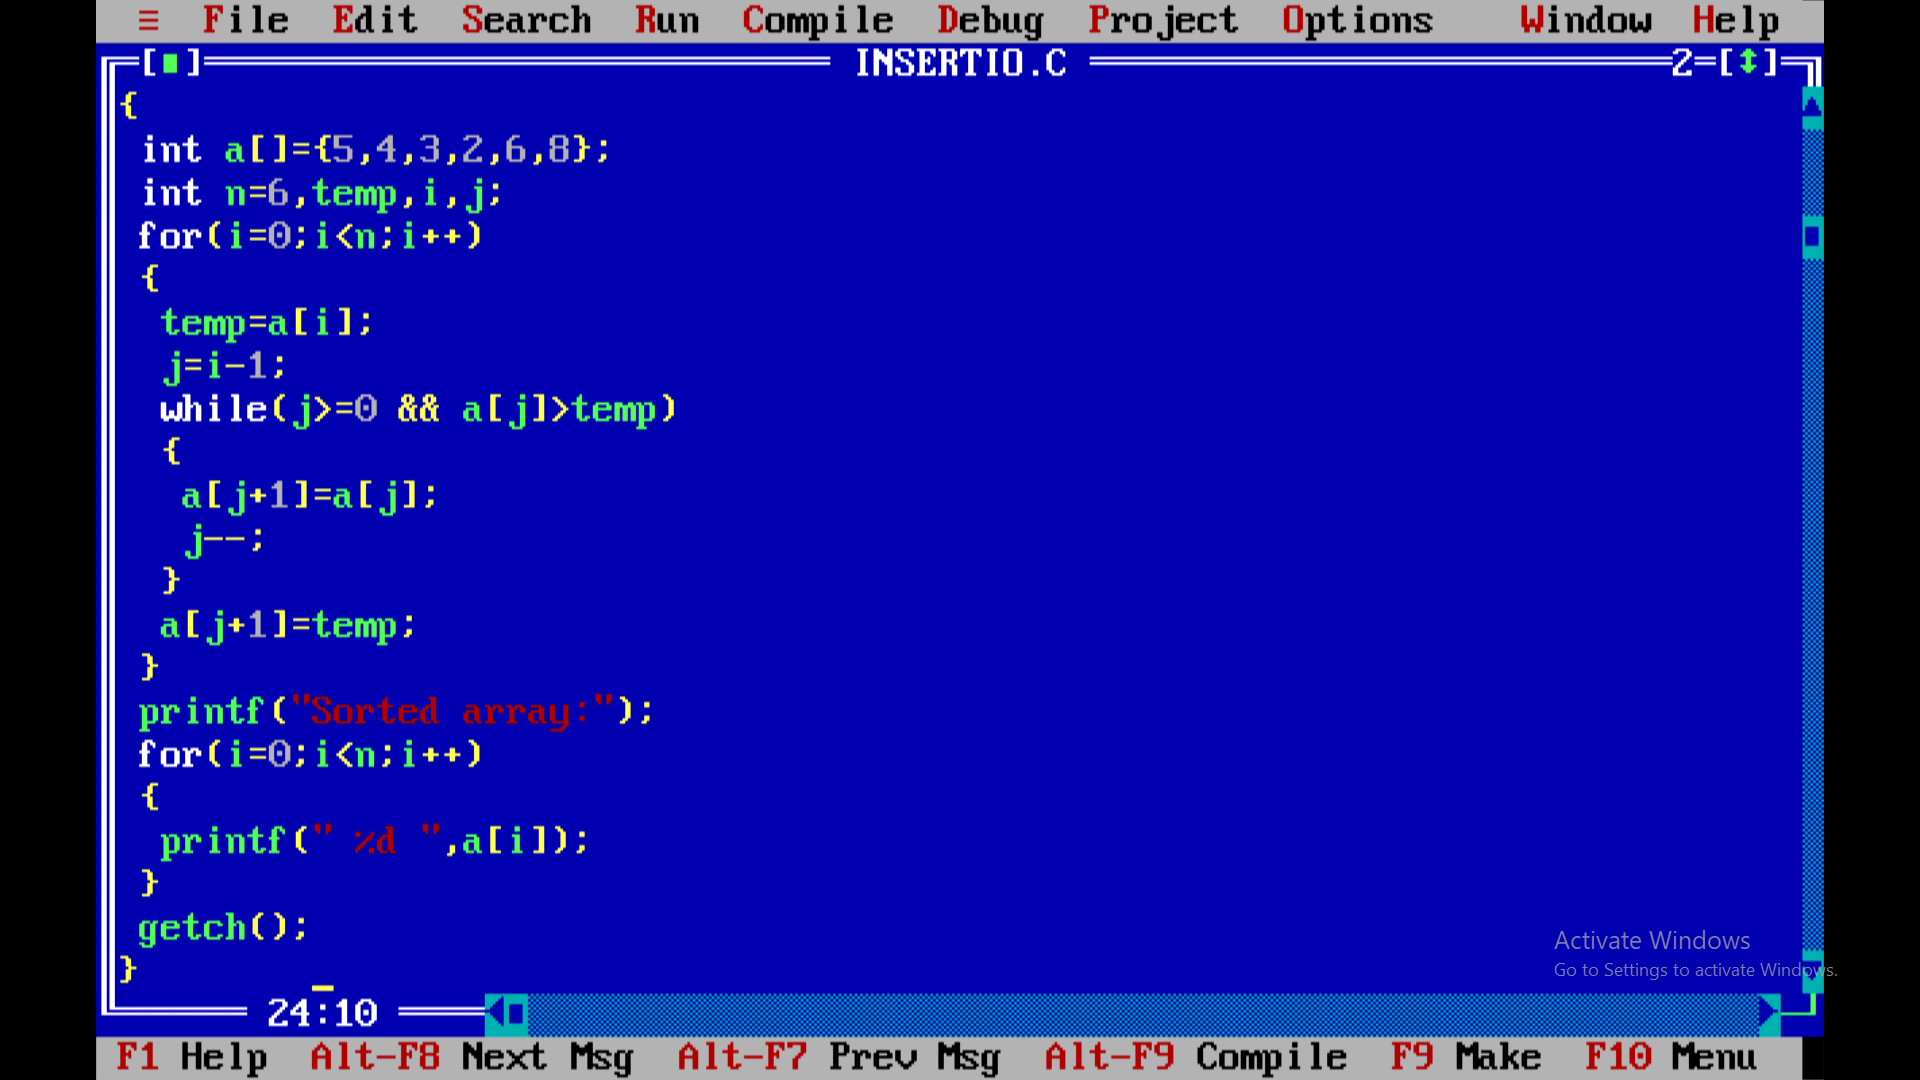 ≡ File Edit Search Run Compile Debug Project Options Window Help
[■] INSERTIO.C 2=[↕]
{
int a[]={5,4,3,2,6,8};
int n=6,temp,i,j;
for(i=0;i<n;i++)
{
temp=a[i];
j=i-1;
while(j>=0 && a[j]>temp)
{
a[j+1]=a[j];
j--;
}
a[j+1]=temp;
}
printf("Sorted array:");
for(i=0;i<n;i++)
{
printf(" %d ",a[i]);
}
getch();
}
Activate Windows
Go to Settings to activate Windows.
24:10
F1 Help Alt-F8 Next Msg Alt-F7 Prev Msg Alt-F9 Compile F9 Make F10 Menu